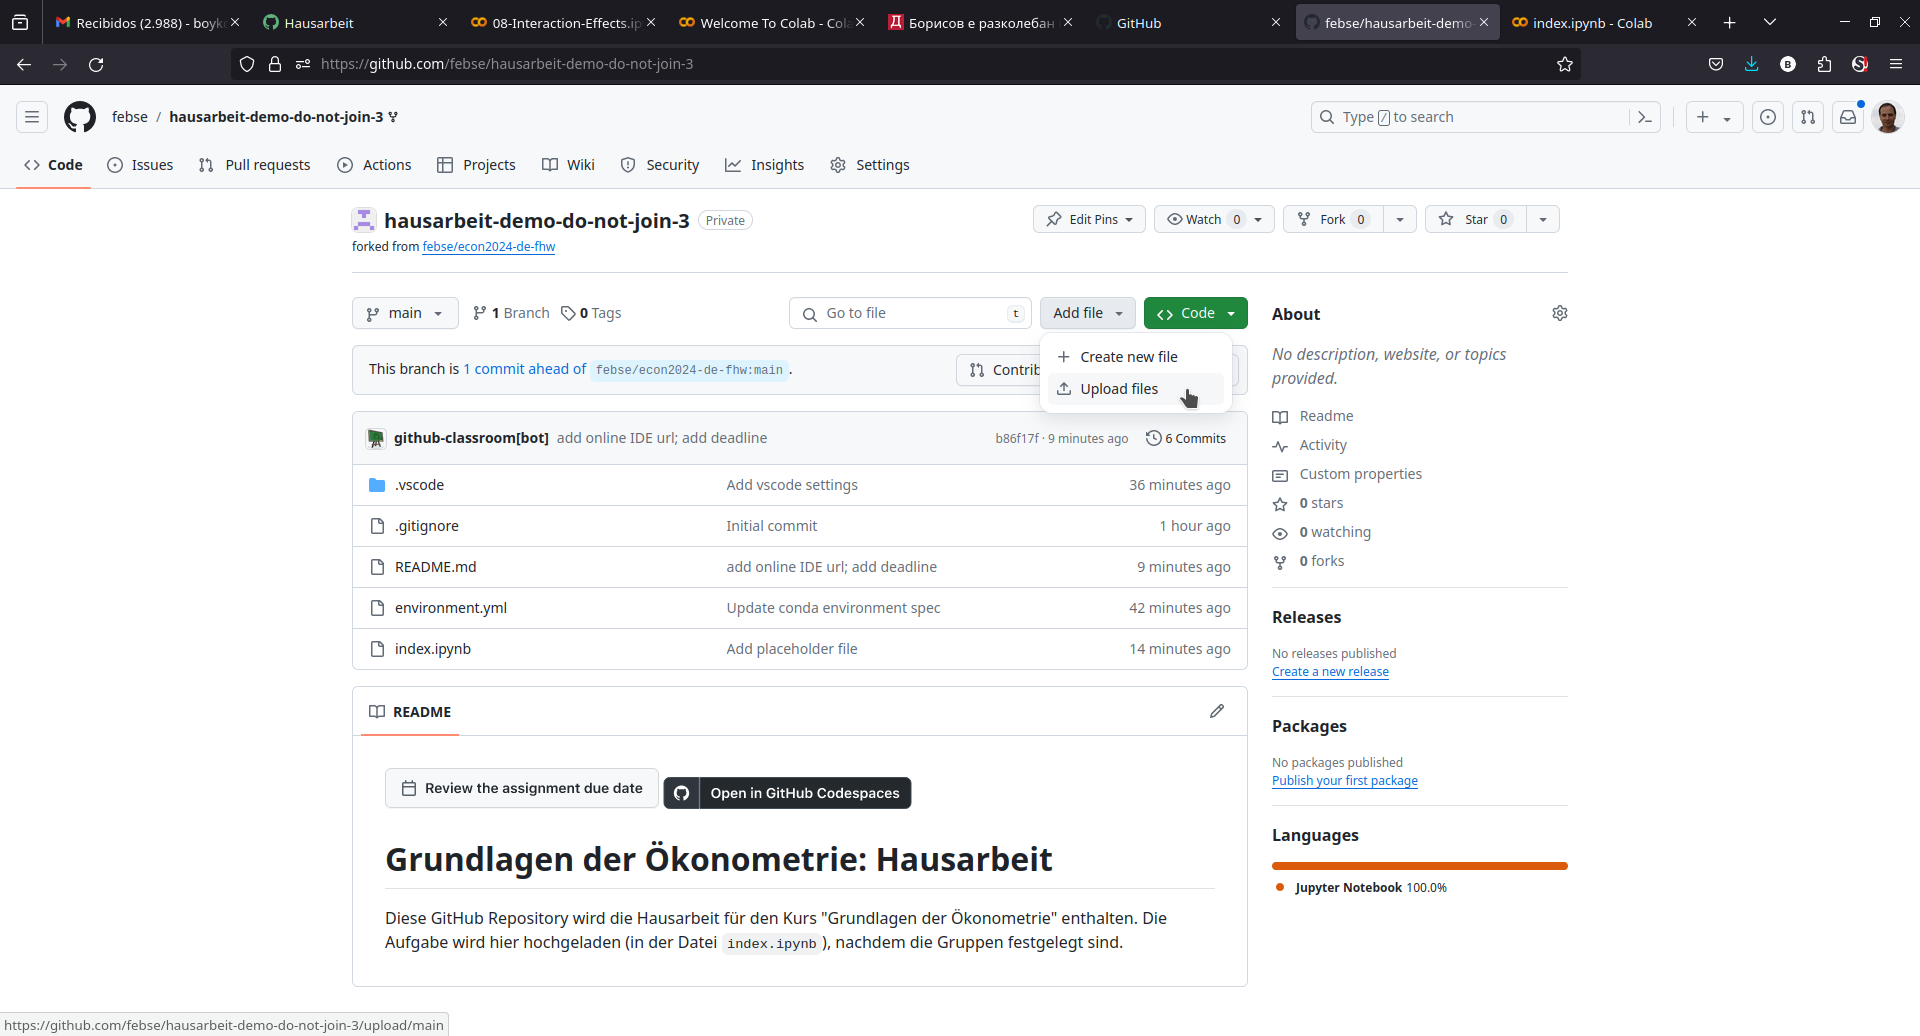 Recibidos (2.988) - boyk
Hausarbeit
08-Interaction-Effects.ip
Welcome To Colab - Col
Борисов е разколебан
GitHub
febse/hausarbeit-demo-
index.ipynb - Colab
https://github.com/febse/hausarbeit-demo-do-not-join-3
febse / hausarbeit-demo-do-not-join-3
Type / to search
Code
Issues
Pull requests
Actions
Projects
Wiki
Security
Insights
Settings
hausarbeit-demo-do-not-join-3 Private
Edit Pins
Watch 0
Fork 0
Star 0
forked from febse/econ2024-de-fhw
main
1 Branch
0 Tags
Go to file t
Add file
Code
Create new file
Upload files
This branch is 1 commit ahead of febse/econ2024-de-fhw:main .
Contrib
github-classroom[bot] add online IDE url; add deadline b86f17f · 9 minutes ago 6 Commits
.vscode Add vscode settings 36 minutes ago
.gitignore Initial commit 1 hour ago
README.md add online IDE url; add deadline 9 minutes ago
environment.yml Update conda environment spec 42 minutes ago
index.ipynb Add placeholder file 14 minutes ago
README
Review the assignment due date
Open in GitHub Codespaces
Grundlagen der Ökonometrie: Hausarbeit
Diese GitHub Repository wird die Hausarbeit für den Kurs "Grundlagen der Ökonometrie" enthalten. Die
Aufgabe wird hier hochgeladen (in der Datei index.ipynb ), nachdem die Gruppen festgelegt sind.
About
No description, website, or topics
provided.
Readme
Activity
Custom properties
0 stars
0 watching
0 forks
Releases
No releases published
Create a new release
Packages
No packages published
Publish your first package
Languages
Jupyter Notebook 100.0%
https://github.com/febse/hausarbeit-demo-do-not-join-3/upload/main